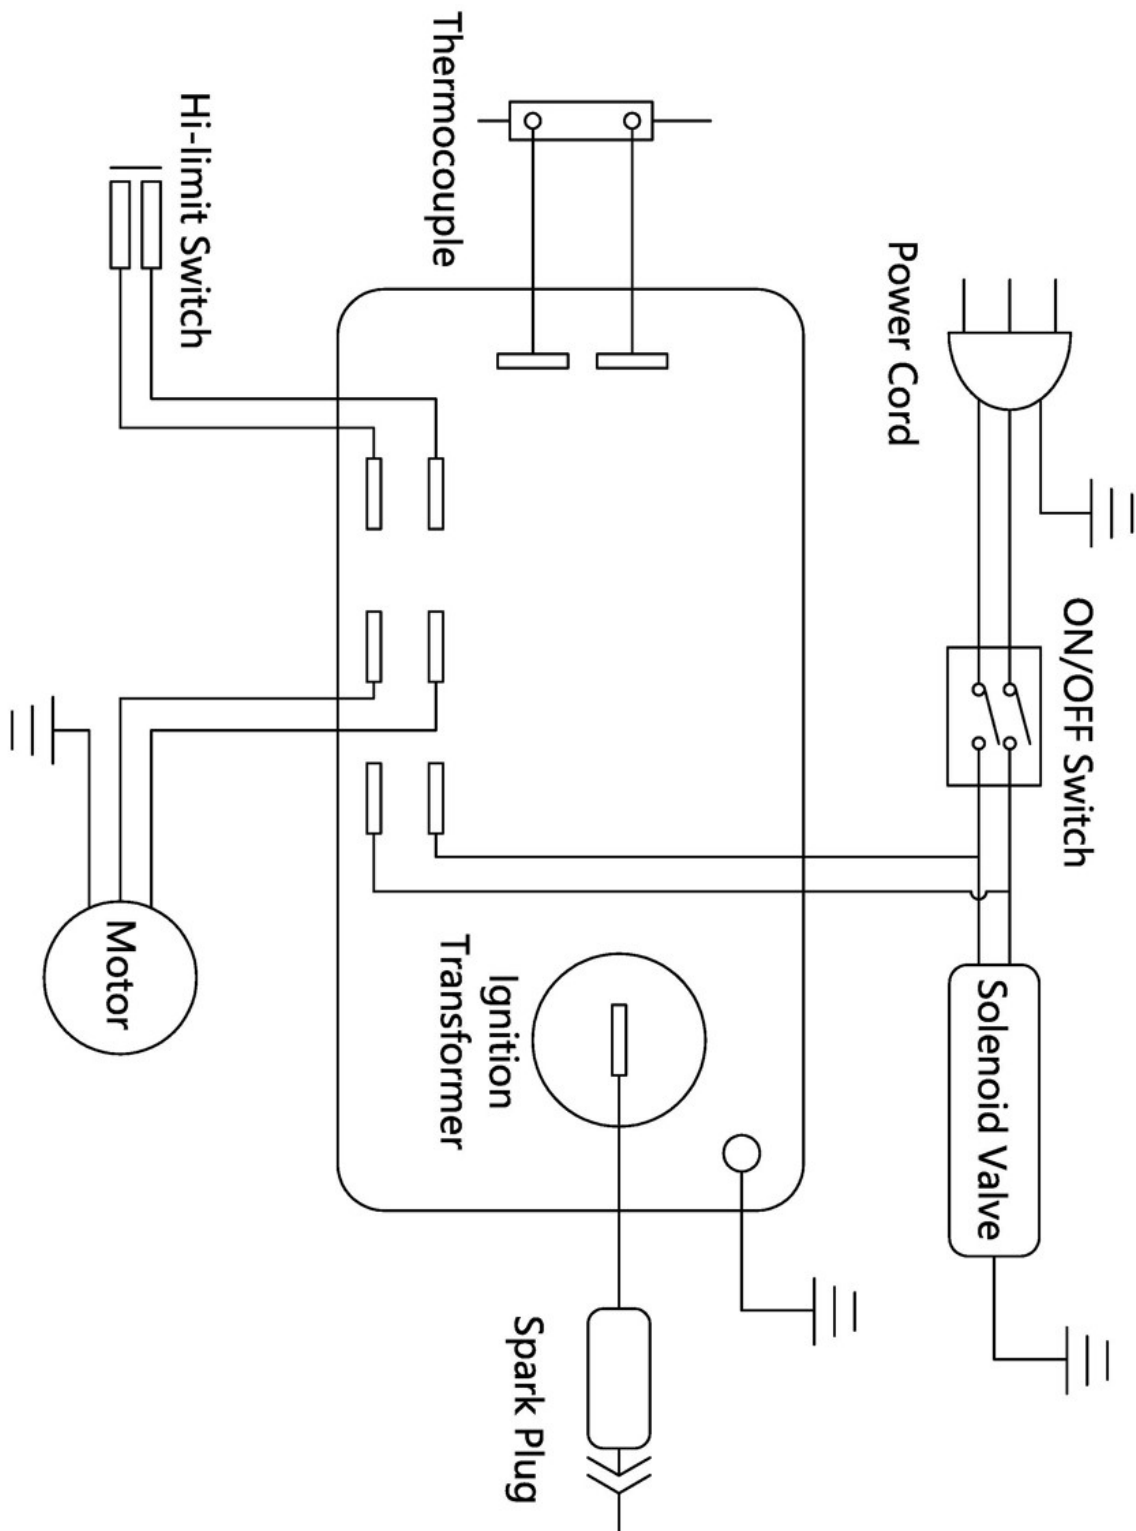 Power Cord
ON/OFF Switch
Solenoid Valve
Thermocouple
Ignition
Transformer
Spark Plug
Hi-limit Switch
Motor